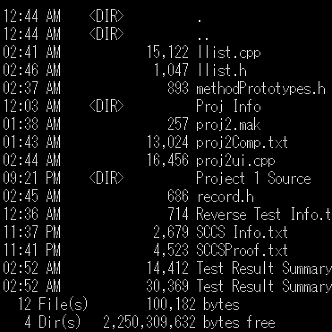 12:44 AM <DIR> .
12:44 AM <DIR> ..
02:41 AM 15,122 llist.cpp
02:46 AM 1,047 llist.h
02:37 AM 893 methodPrototypes.h
12:03 AM <DIR> Proj Info
01:38 AM 257 proj2.mak
01:43 AM 13,024 proj2Comp.txt
02:44 AM 16,456 proj2ui.cpp
09:21 PM <DIR> Project 1 Source
02:45 AM 686 record.h
12:36 AM 714 Reverse Test Info.t
11:37 PM 2,679 SCCS Info.txt
11:41 PM 4,523 SCCSProof.txt
02:52 AM 14,412 Test Result Summary
02:52 AM 30,369 Test Result Summary
12 File(s) 100,182 bytes
4 Dir(s) 2,250,309,632 bytes free